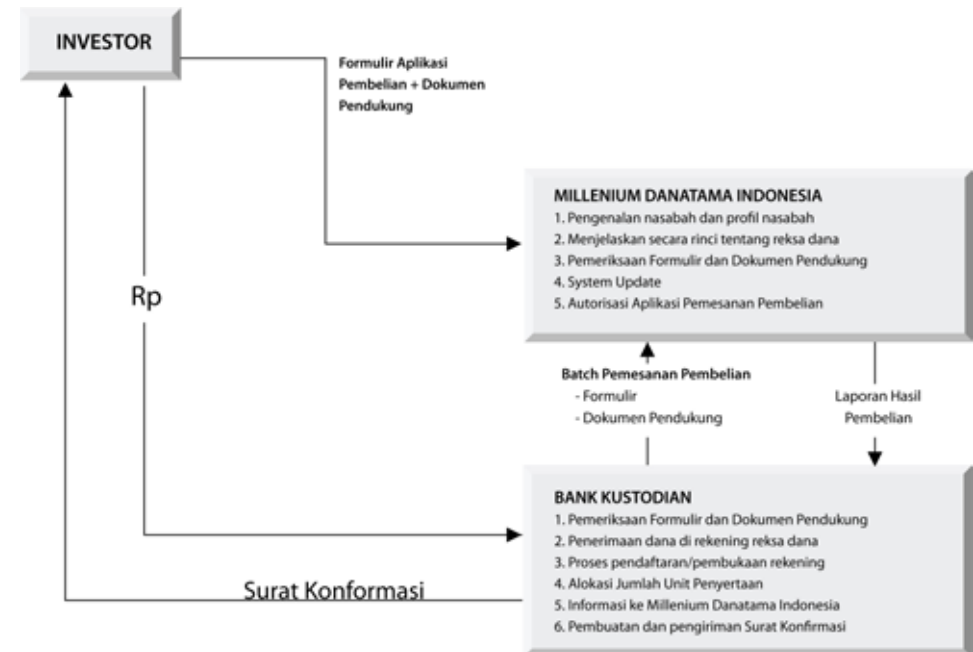 INVESTOR
Formulir Aplikasi
Pembelian + Dokumen
Pendukung
MILLENIUM DANATAMA INDONESIA
1. Pengenalan nasabah dan profil nasabah
2. Menjelaskan secara rinci tentang reksa dana
3. Pemeriksaan Formulir dan Dokumen Pendukung
4. System Update
5. Autorisasi Aplikasi Pemesanan Pembelian
Rp
Batch Pemesanan Pembelian
- Formulir
- Dokumen Pendukung
Laporan Hasil
Pembelian
BANK KUSTODIAN
1. Pemeriksaan Formulir dan Dokumen Pendukung
2. Penerimaan dana di rekening reksa dana
3. Proses pendaftaran/pembukaan rekening
4. Alokasi Jumlah Unit Penyertaan
5. Informasi ke Millenium Danatama Indonesia
6. Pembuatan dan pengiriman Surat Konfirmasi
Surat Konformasi